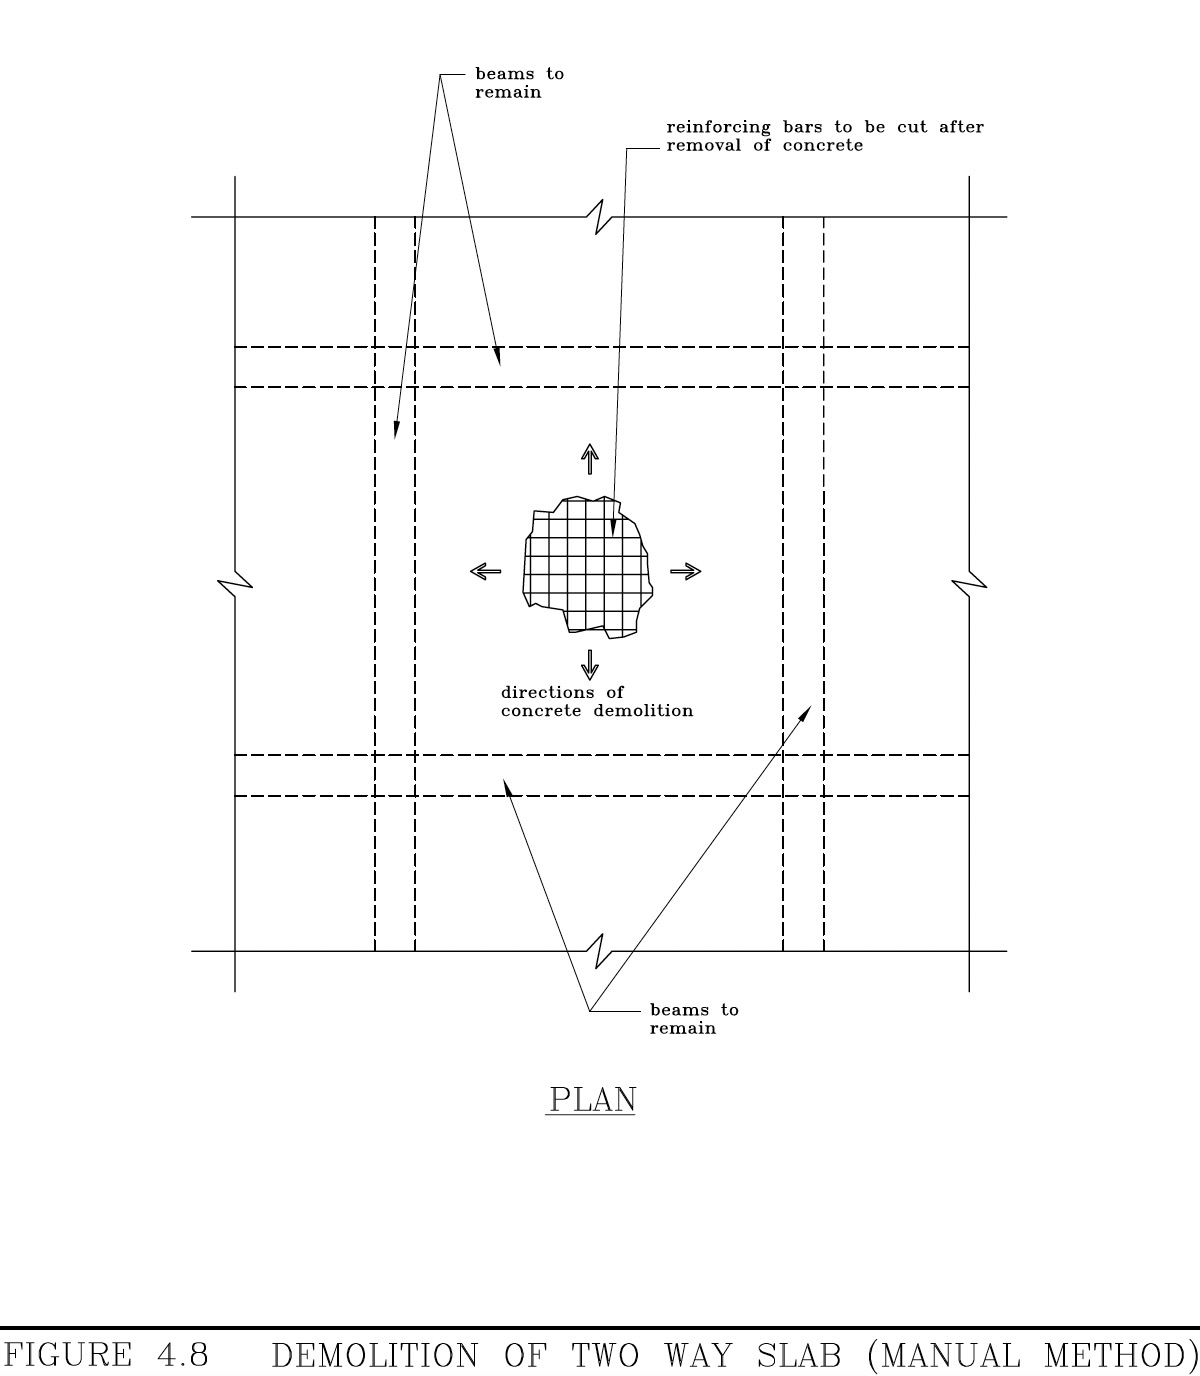 beams to
remain
reinforcing bars to be cut after
removal of concrete
directions of
concrete demolition
beams to
remain
PLAN
FIGURE 4.8 DEMOLITION OF TWO WAY SLAB (MANUAL METHOD)